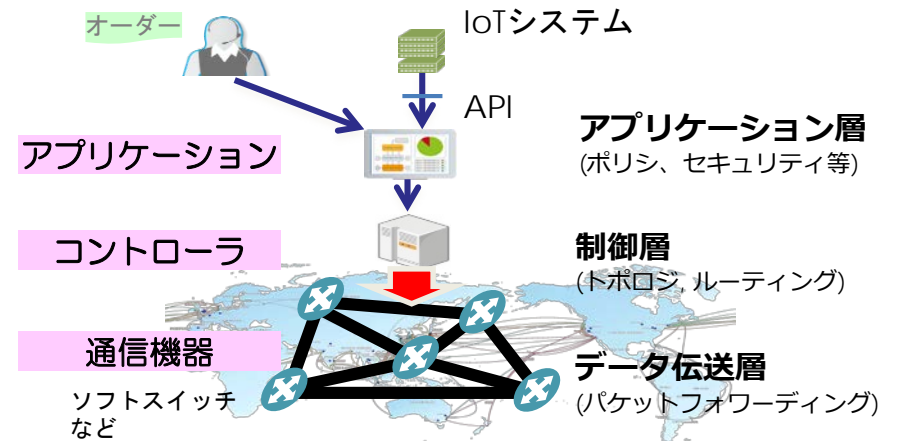 オーダー
IoTシステム
API
アプリケーション
アプリケーション層
(ポリシ、セキュリティ等)
コントローラ
制御層
(トポロジ, ルーティング)
通信機器
データ伝送層
(パケットフォワーディング)
ソフトスイッチ
など